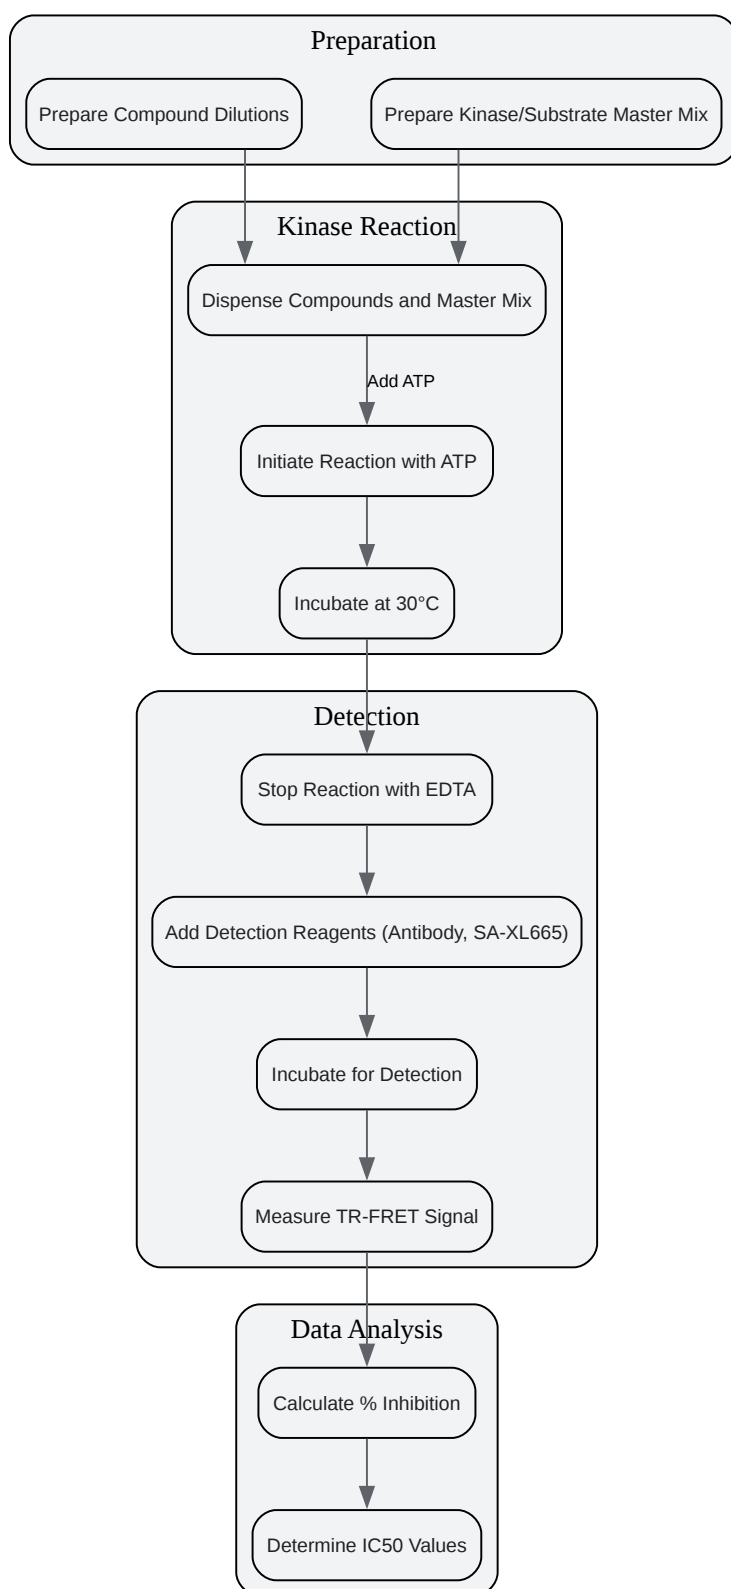 Preparation
Prepare Compound Dilutions
Prepare Kinase/Substrate Master Mix
Kinase Reaction
Dispense Compounds and Master Mix
Add ATP
Initiate Reaction with ATP
Incubate at 30°C
Detection
Stop Reaction with EDTA
Add Detection Reagents (Antibody, SA-XL665)
Incubate for Detection
Measure TR-FRET Signal
Data Analysis
Calculate % Inhibition
Determine IC50 Values